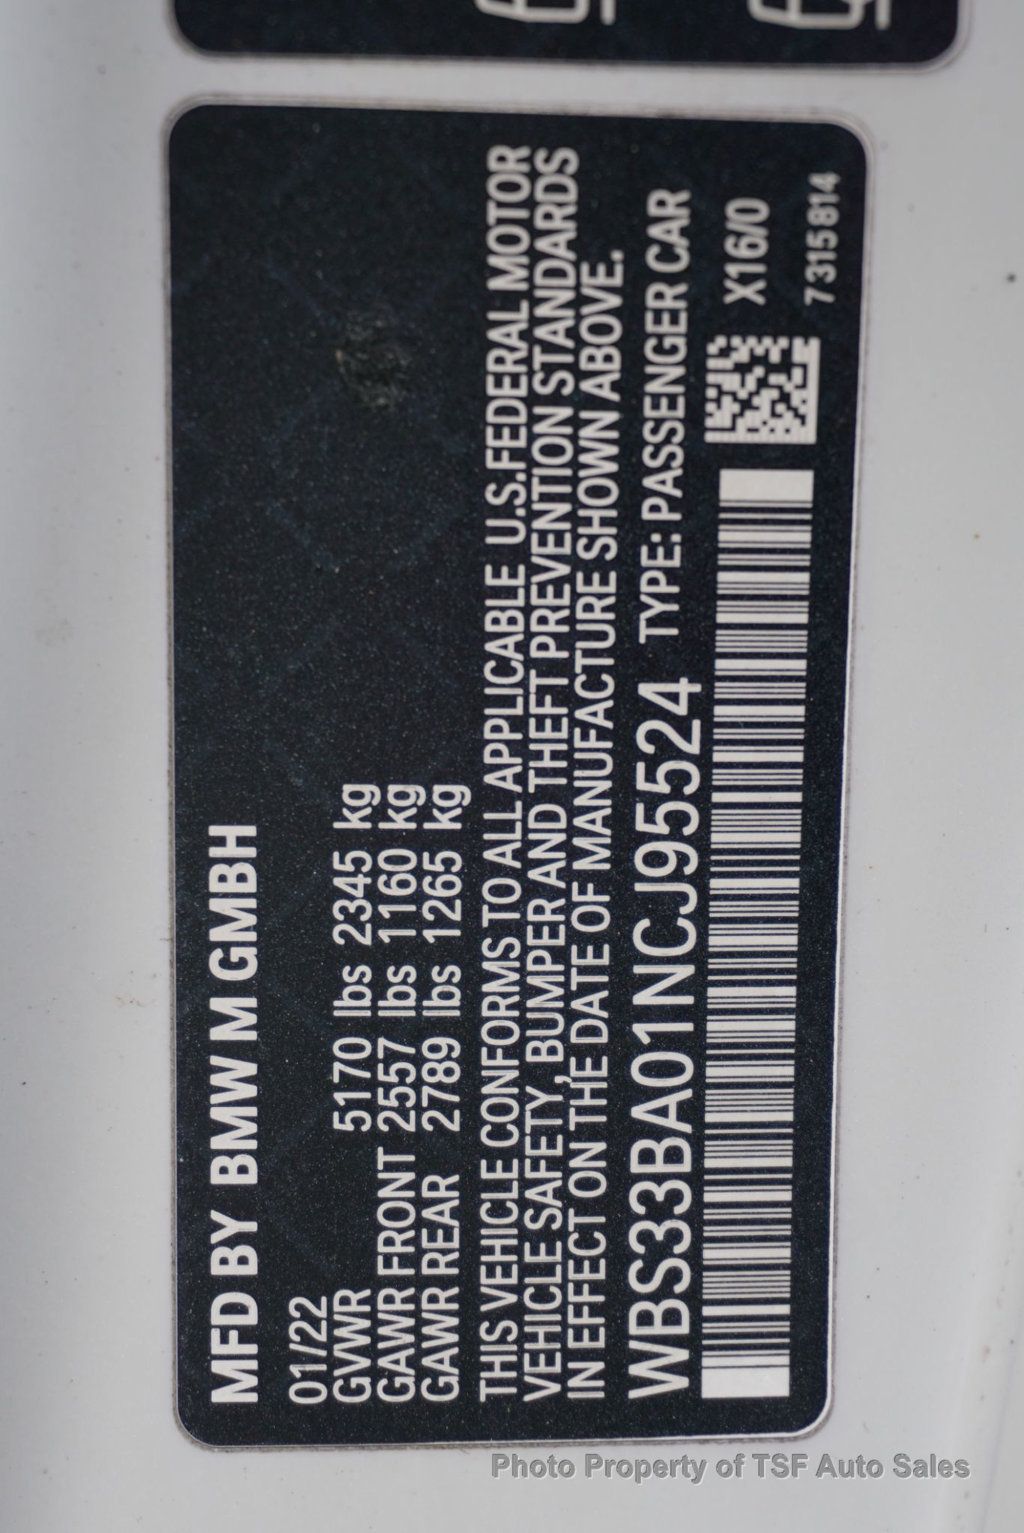 MFD BY BMW M GMBH
01/22
GVWR 5170 lbs 2345 kg
GAWR FRONT 2557 lbs 1160 kg
GAWR REAR 2789 lbs 1265 kg
THIS VEHICLE CONFORMS TO ALL APPLICABLE U.S.FEDERAL MOTOR
VEHICLE SAFETY, BUMPER AND THEFT PREVENTION STANDARDS
IN EFFECT ON THE DATE OF MANUFACTURE SHOWN ABOVE.
WBS33BA01NCJ95524 TYPE: PASSENGER CAR
X16/0
7315814
Photo Property of TSF Auto Sales